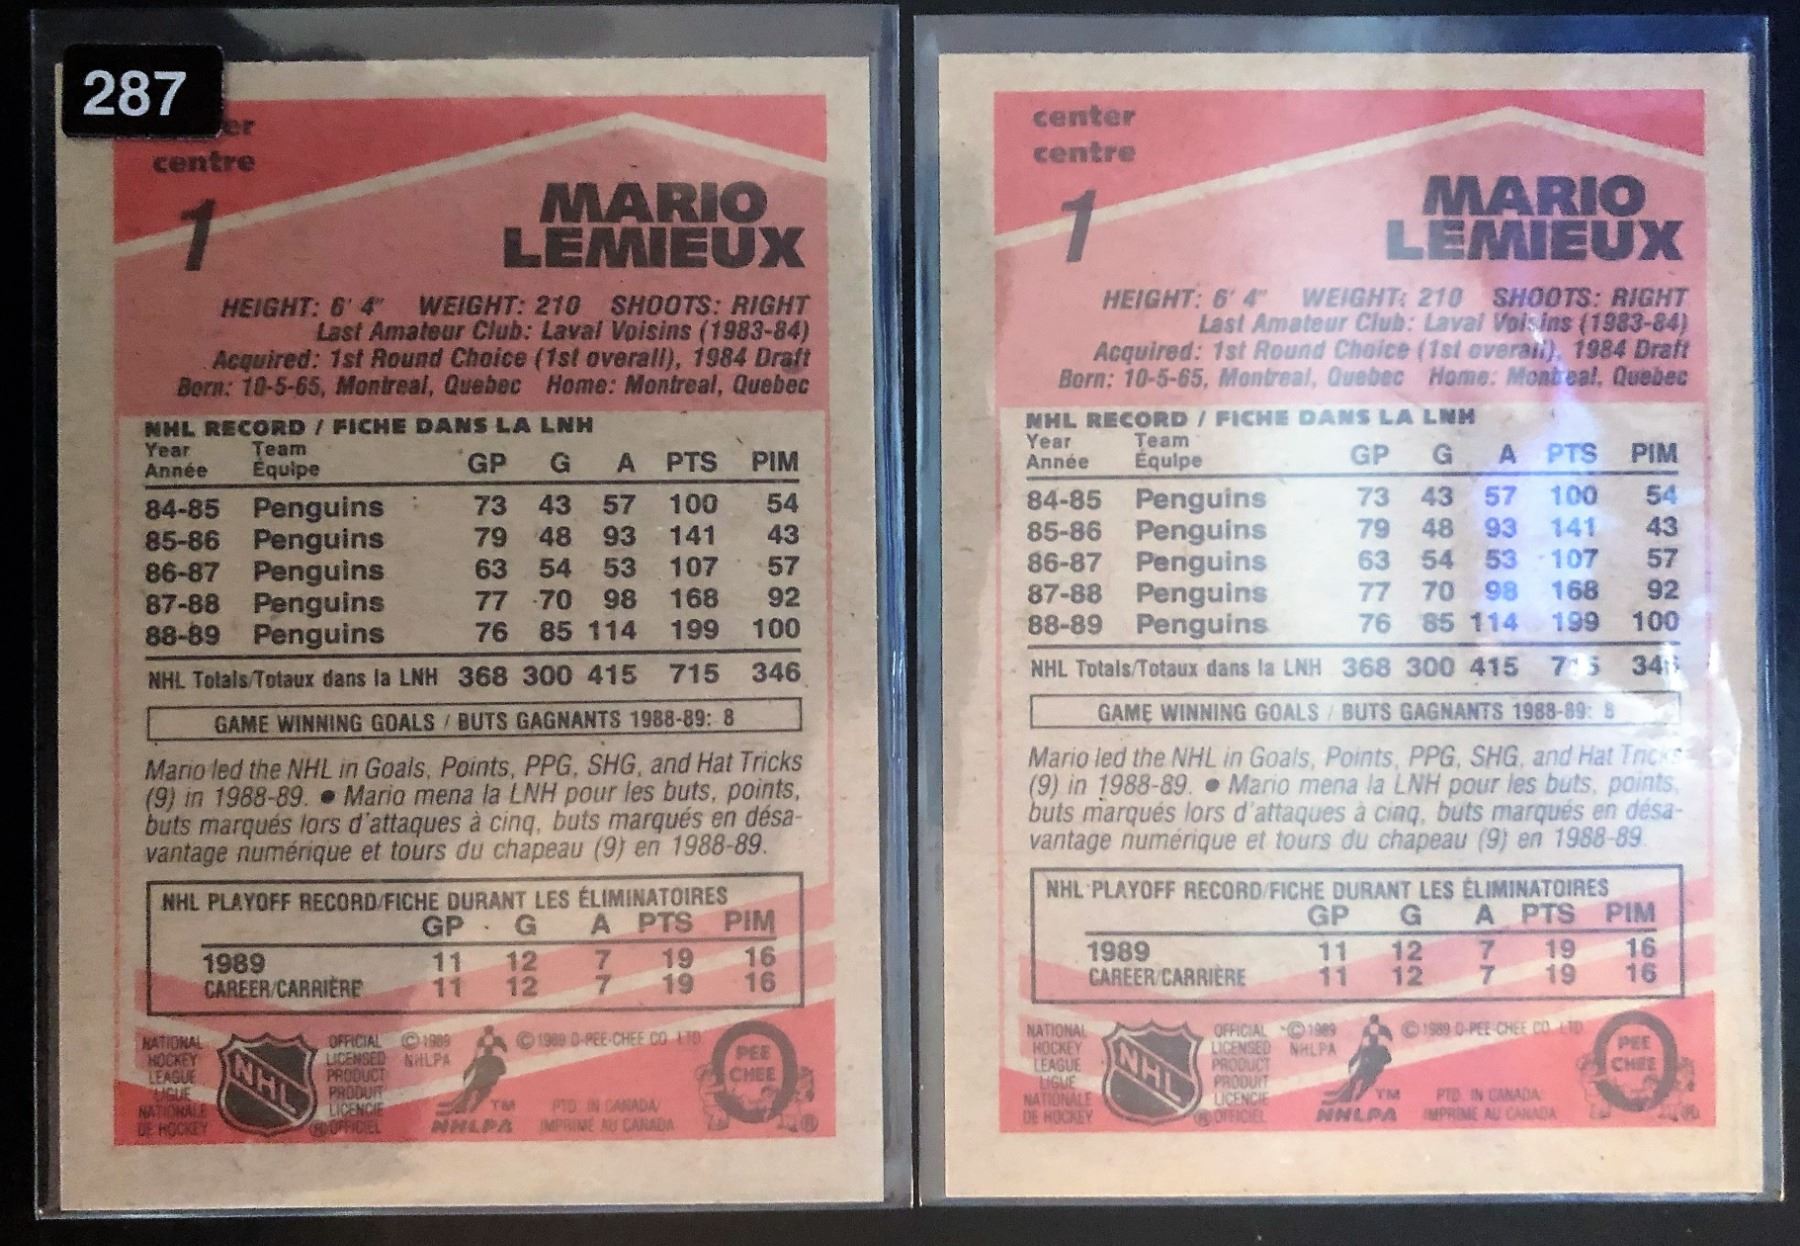 287
er
centre
1
MARIO
LEMIEUX
HEIGHT: 6' 4" WEIGHT: 210 SHOOTS: RIGHT
Last Amateur Club: Laval Voisins (1983-84)
Acquired: 1st Round Choice (1st overall), 1984 Draft
Born: 10-5-65, Montreal, Quebec Home: Montreal, Quebec
NHL RECORD / FICHE DANS LA LNH
Year Team
Année Équipe GP G A PTS PIM
84-85 Penguins 73 43 57 100 54
85-86 Penguins 79 48 93 141 43
86-87 Penguins 63 54 53 107 57
87-88 Penguins 77 70 98 168 92
88-89 Penguins 76 85 114 199 100
NHL Totals/Totaux dans la LNH 368 300 415 715 346
GAME WINNING GOALS / BUTS GAGNANTS 1988-89: 8
Mario led the NHL in Goals, Points, PPG, SHG, and Hat Tricks
(9) in 1988-89. ● Mario mena la LNH pour les buts, points,
buts marqués lors d'attaques à cinq, buts marqués en désa-
vantage numérique et tours du chapeau (9) en 1988-89.
NHL PLAYOFF RECORD/FICHE DURANT LES ÉLIMINATOIRES
GP G A PTS PIM
1989 11 12 7 19 16
CAREER/CARRIÈRE 11 12 7 19 16
NATIONAL
HOCKEY
LEAGUE
LIGUE
NATIONALE
DE HOCKEY
NHL
OFFICIAL
LICENSED
PRODUCT
PRODUIT
LICENCIE
® OFFICIEL
© 1989
NHLPA
TM
NHLPA
© 1989 O-PEE-CHEE CO. LTD.
PTD. IN CANADA/
IMPRIMÉ AU CANADA
O
PEE
CHEE
®
center
centre
1
MARIO
LEMIEUX
HEIGHT: 6' 4" WEIGHT: 210 SHOOTS: RIGHT
Last Amateur Club: Laval Voisins (1983-84)
Acquired: 1st Round Choice (1st overall), 1984 Draft
Born: 10-5-65, Montreal, Quebec Home: Montreal, Quebec
NHL RECORD / FICHE DANS LA LNH
Year Team
Année Équipe GP G A PTS PIM
84-85 Penguins 73 43 57 100 54
85-86 Penguins 79 48 93 141 43
86-87 Penguins 63 54 53 107 57
87-88 Penguins 77 70 98 168 92
88-89 Penguins 76 85 114 199 100
NHL Totals/Totaux dans la LNH 368 300 415 715 346
GAME WINNING GOALS / BUTS GAGNANTS 1988-89: 8
Mario led the NHL in Goals, Points, PPG, SHG, and Hat Tricks
(9) in 1988-89. ● Mario mena la LNH pour les buts, points,
buts marqués lors d'attaques à cinq, buts marqués en désa-
vantage numérique et tours du chapeau (9) en 1988-89.
NHL PLAYOFF RECORD/FICHE DURANT LES ÉLIMINATOIRES
GP G A PTS PIM
1989 11 12 7 19 16
CAREER/CARRIÈRE 11 12 7 19 16
NATIONAL
HOCKEY
LEAGUE
LIGUE
NATIONALE
DE HOCKEY
NHL
OFFICIAL
LICENSED
PRODUCT
PRODUIT
LICENCIE
® OFFICIEL
© 1989
NHLPA
TM
NHLPA
© 1989 O-PEE-CHEE CO. LTD.
PTD. IN CANADA
IMPRIMÉ AU CANADA
O
PEE
CHEE
®